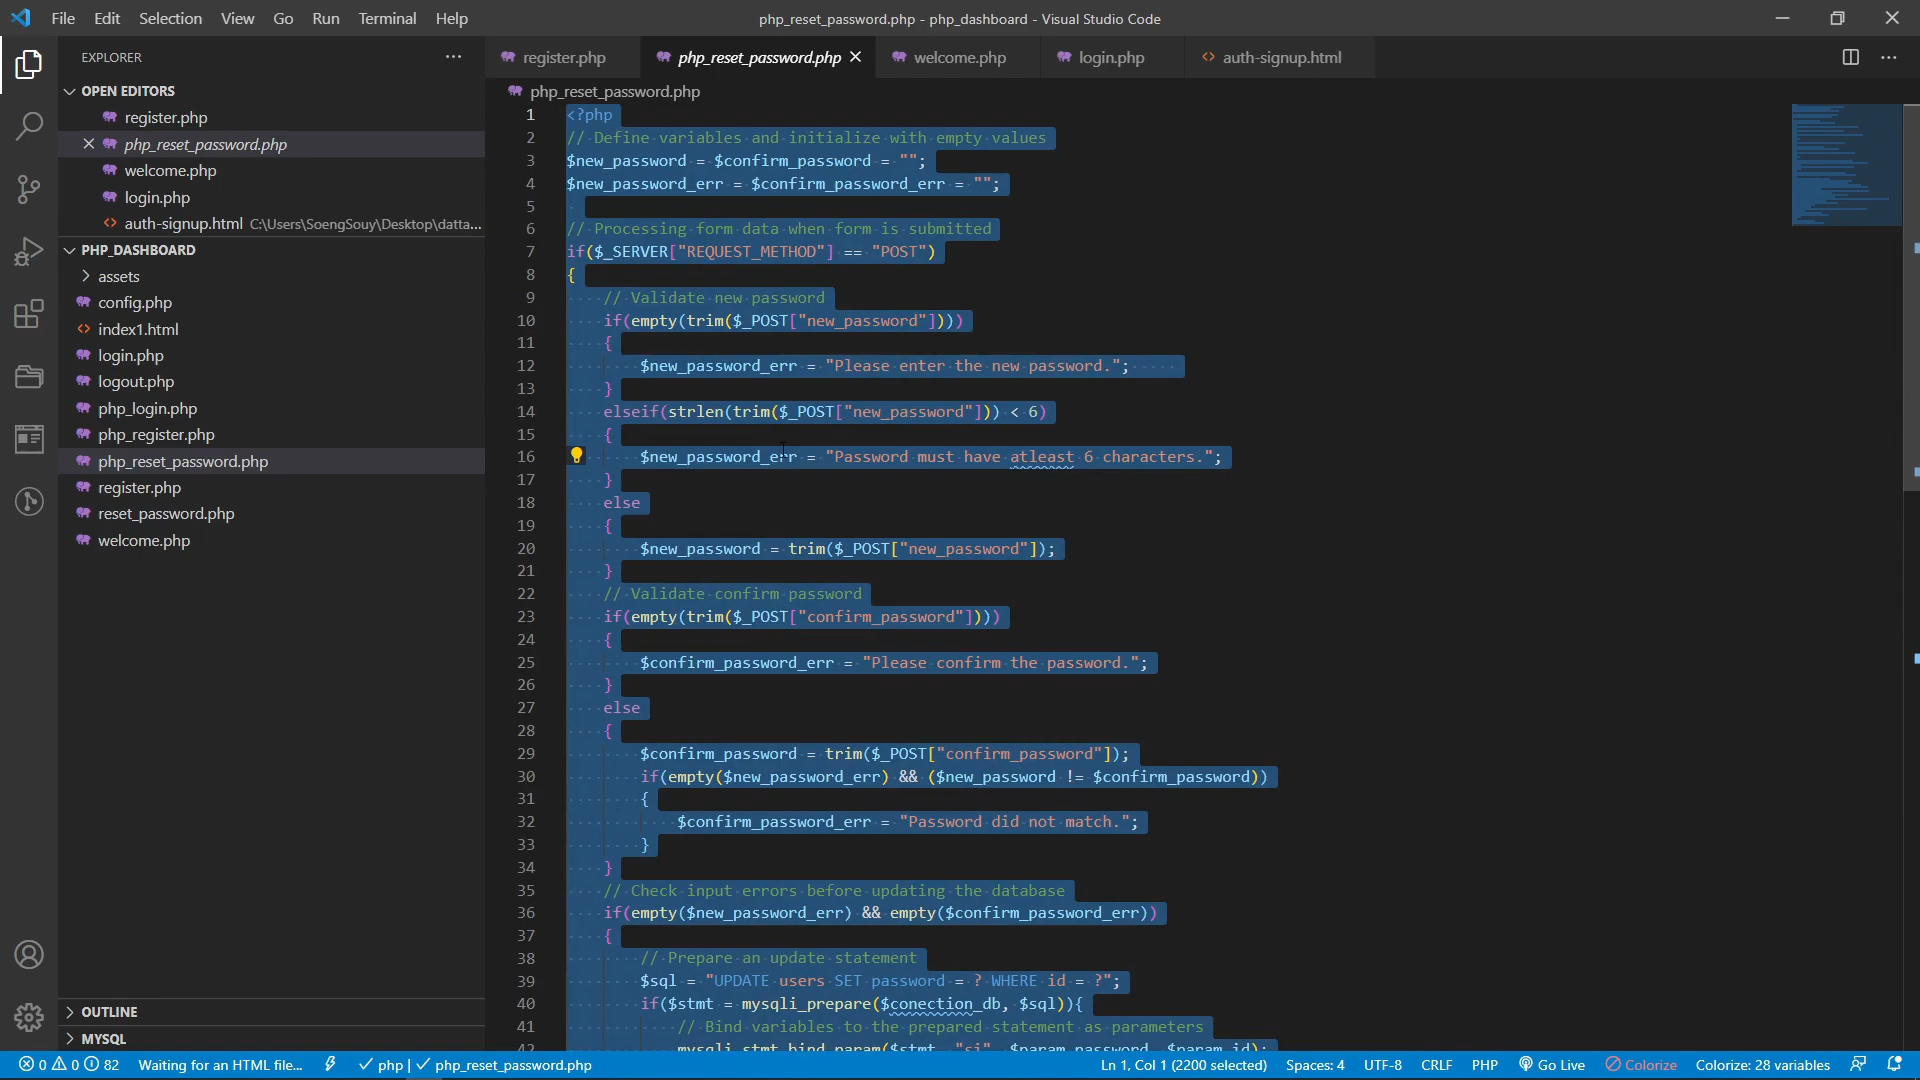 File Edit Selection View Go Run Terminal Help
php_reset_password.php - php_dashboard - Visual Studio Code
EXPLORER
OPEN EDITORS
register.php
php_reset_password.php
welcome.php
login.php
auth-signup.html C:\Users\SoengSouy\Desktop\datta...
PHP_DASHBOARD
assets
config.php
index1.html
login.php
logout.php
php_login.php
php_register.php
php_reset_password.php
register.php
reset_password.php
welcome.php
OUTLINE
MYSQL
register.php php_reset_password.php welcome.php login.php auth-signup.html
php_reset_password.php
1 <?php
2 // Define variables and initialize with empty values
3 $new_password = $confirm_password = "";
4 $new_password_err = $confirm_password_err = "";
5
6 // Processing form data when form is submitted
7 if($_SERVER["REQUEST_METHOD"] == "POST")
8 {
9 // Validate new password
10 if(empty(trim($_POST["new_password"])))
11 {
12 $new_password_err = "Please enter the new password.";
13 }
14 elseif(strlen(trim($_POST["new_password"])) < 6)
15 {
16 $new_password_err = "Password must have atleast 6 characters.";
17 }
18 else
19 {
20 $new_password = trim($_POST["new_password"]);
21 }
22 // Validate confirm password
23 if(empty(trim($_POST["confirm_password"])))
24 {
25 $confirm_password_err = "Please confirm the password.";
26 }
27 else
28 {
29 $confirm_password = trim($_POST["confirm_password"]);
30 if(empty($new_password_err) && ($new_password != $confirm_password))
31 {
32 $confirm_password_err = "Password did not match.";
33 }
34 }
35 // Check input errors before updating the database
36 if(empty($new_password_err) && empty($confirm_password_err))
37 {
38 // Prepare an update statement
39 $sql = "UPDATE users SET password = ? WHERE id = ?";
40 if($stmt = mysqli_prepare($conection_db, $sql)){
41 // Bind variables to the prepared statement as parameters
42 mysqli_stmt_bind_param($stmt, "si", $param_password, $param_id);
0 0 82 Waiting for an HTML file... php | php_reset_password.php Ln 1, Col 1 (2200 selected) Spaces: 4 UTF-8 CRLF PHP Go Live Colorize Colorize: 28 variables